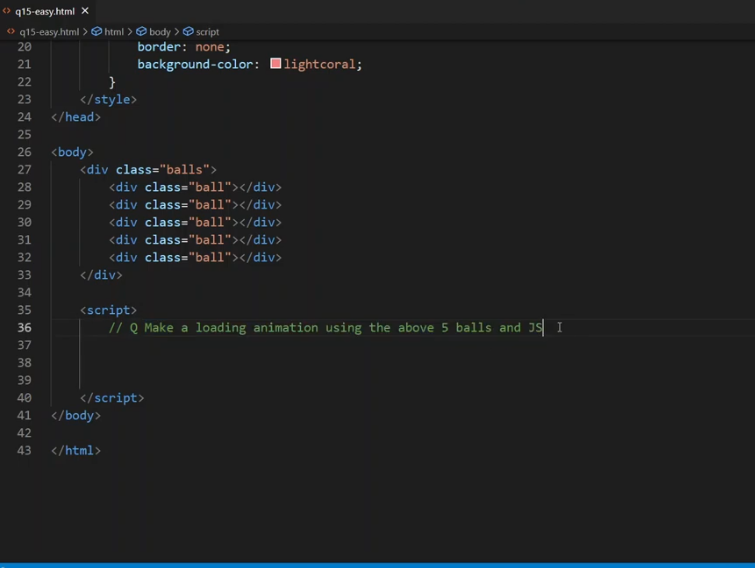 q15-easy.html ×
q15-easy.html > html > body > script
20 border: none;
21 background-color: lightcoral;
22 }
23 </style>
24 </head>
25
26 <body>
27 <div class="balls">
28 <div class="ball"></div>
29 <div class="ball"></div>
30 <div class="ball"></div>
31 <div class="ball"></div>
32 <div class="ball"></div>
33 </div>
34
35 <script>
36 // Q Make a loading animation using the above 5 balls and JS
37
38
39
40 </script>
41 </body>
42
43 </html>